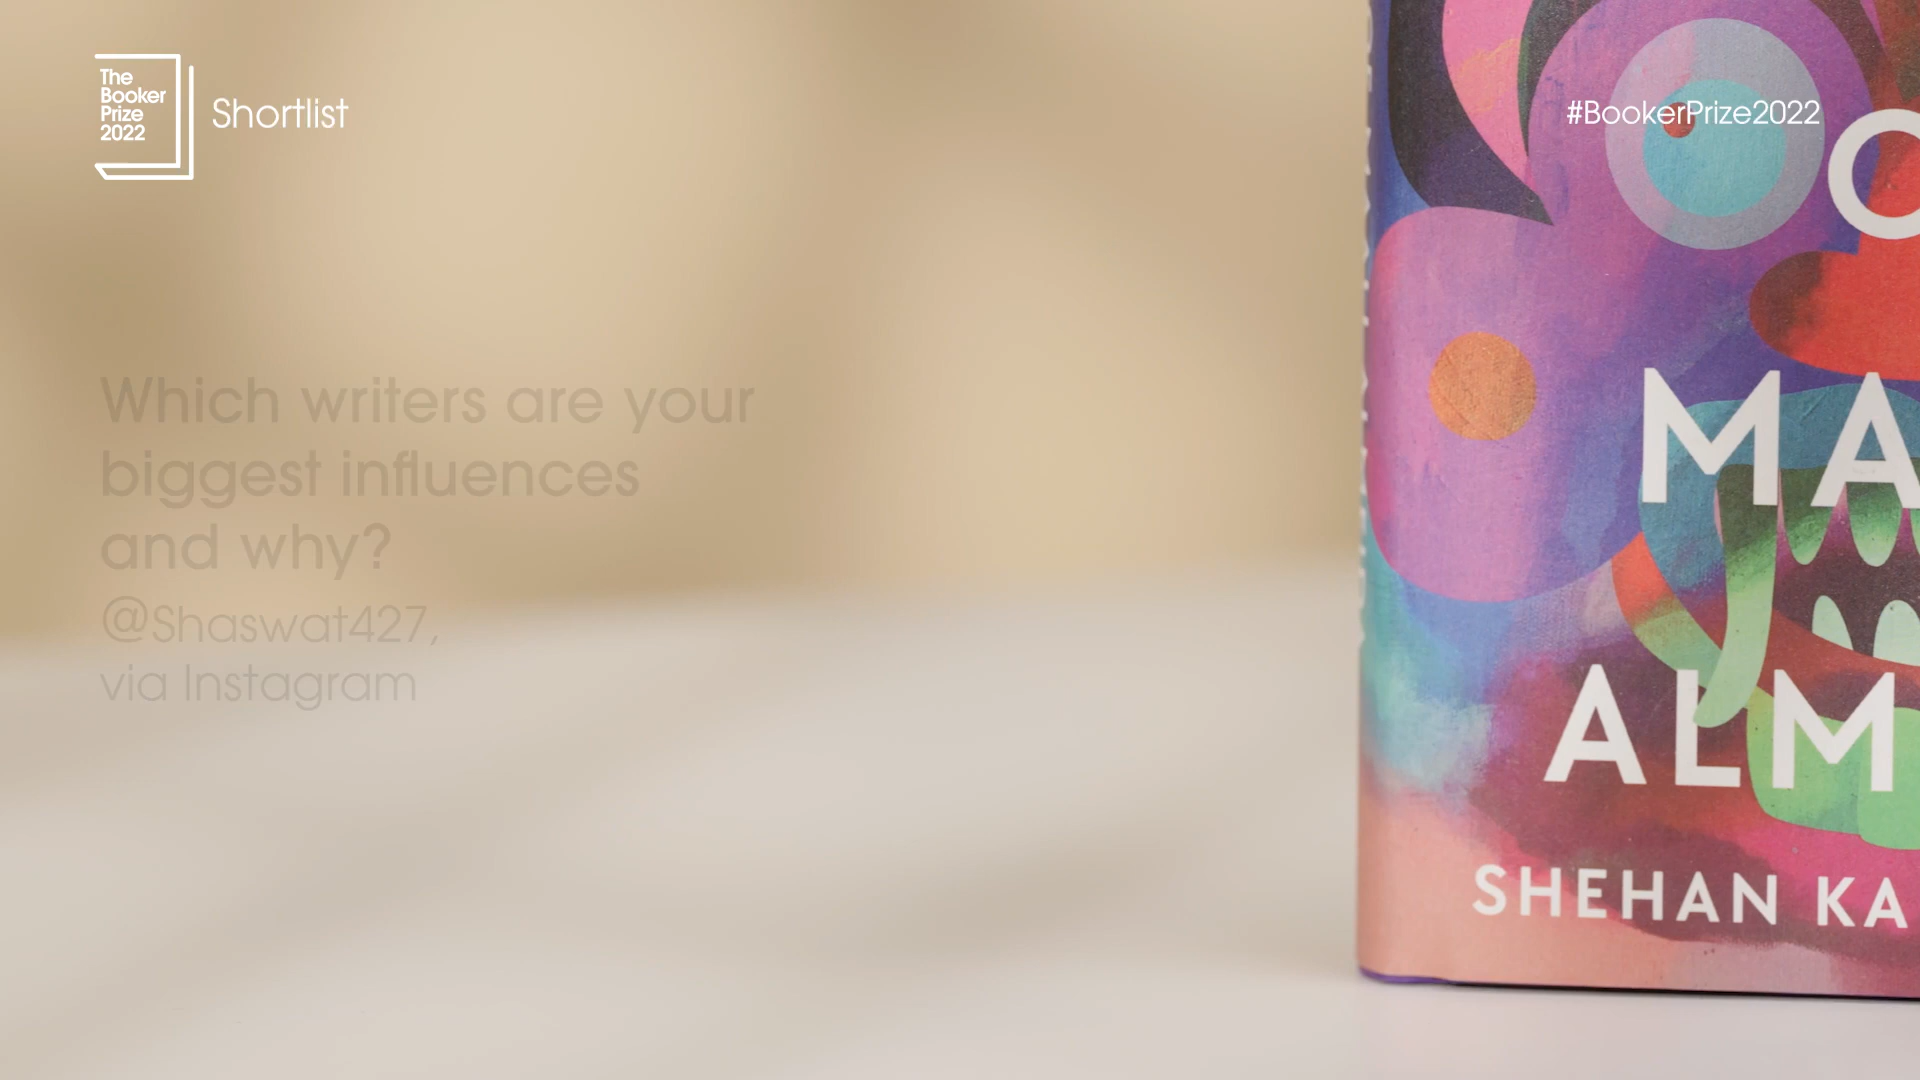 The
Booker
Prize
2022
Shortlist
#BookerPrize2022
Which writers are your
biggest influences
and why?
@Shaswat427,
via Instagram
O
MA
ALM
SHEHAN KA